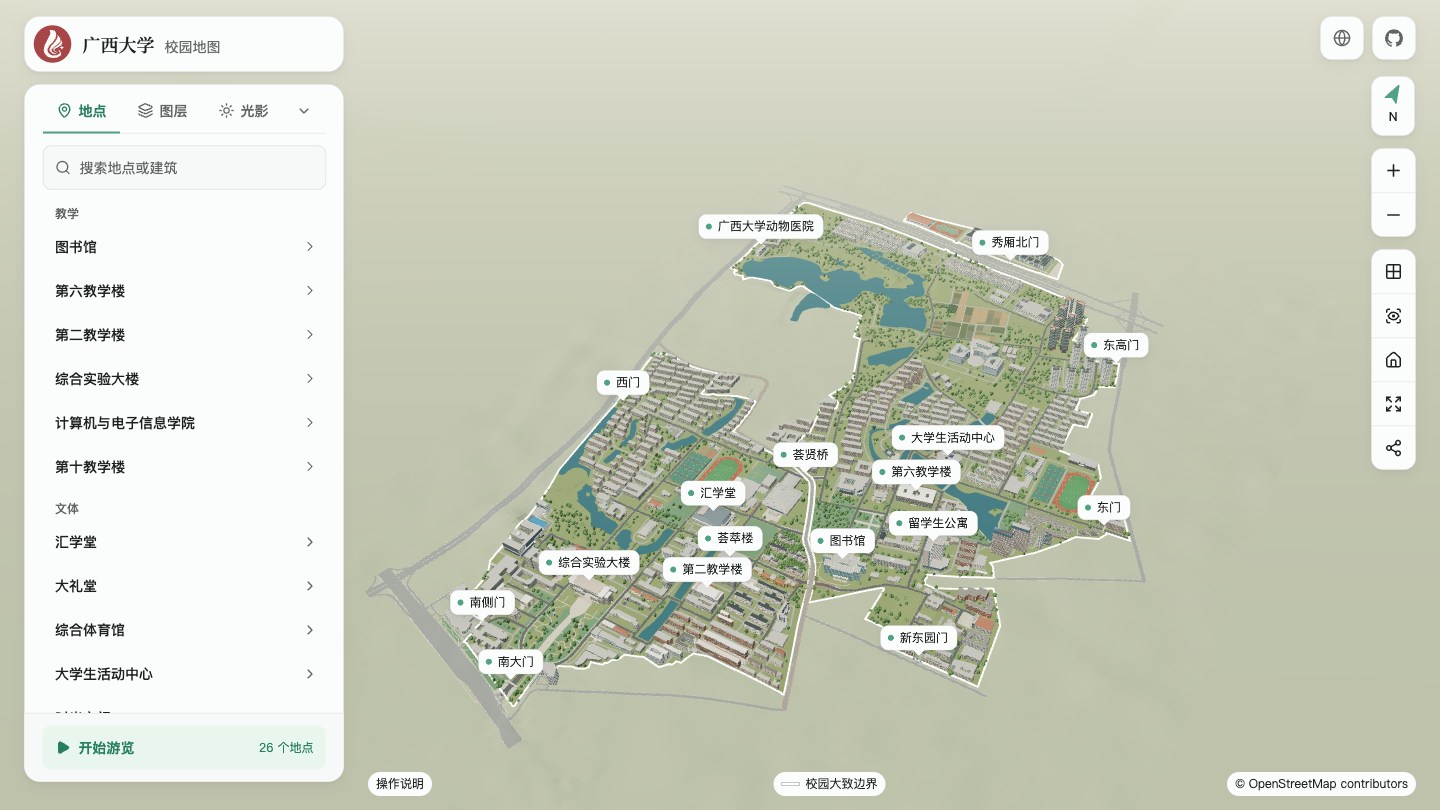 广西大学 校园地图
地点 图层 光影
搜索地点或建筑
教学
图书馆
第六教学楼
第二教学楼
综合实验大楼
计算机与电子信息学院
第十教学楼
文体
汇学堂
大礼堂
综合体育馆
大学生活动中心
开始游览 26 个地点
广西大学动物医院
秀厢北门
东高门
西门
大学生活动中心
荟贤桥
第六教学楼
汇学堂
东门
留学生公寓
荟萃楼
图书馆
综合实验大楼
第二教学楼
南侧门
新东园门
南大门
N
操作说明
校园大致边界
© OpenStreetMap contributors